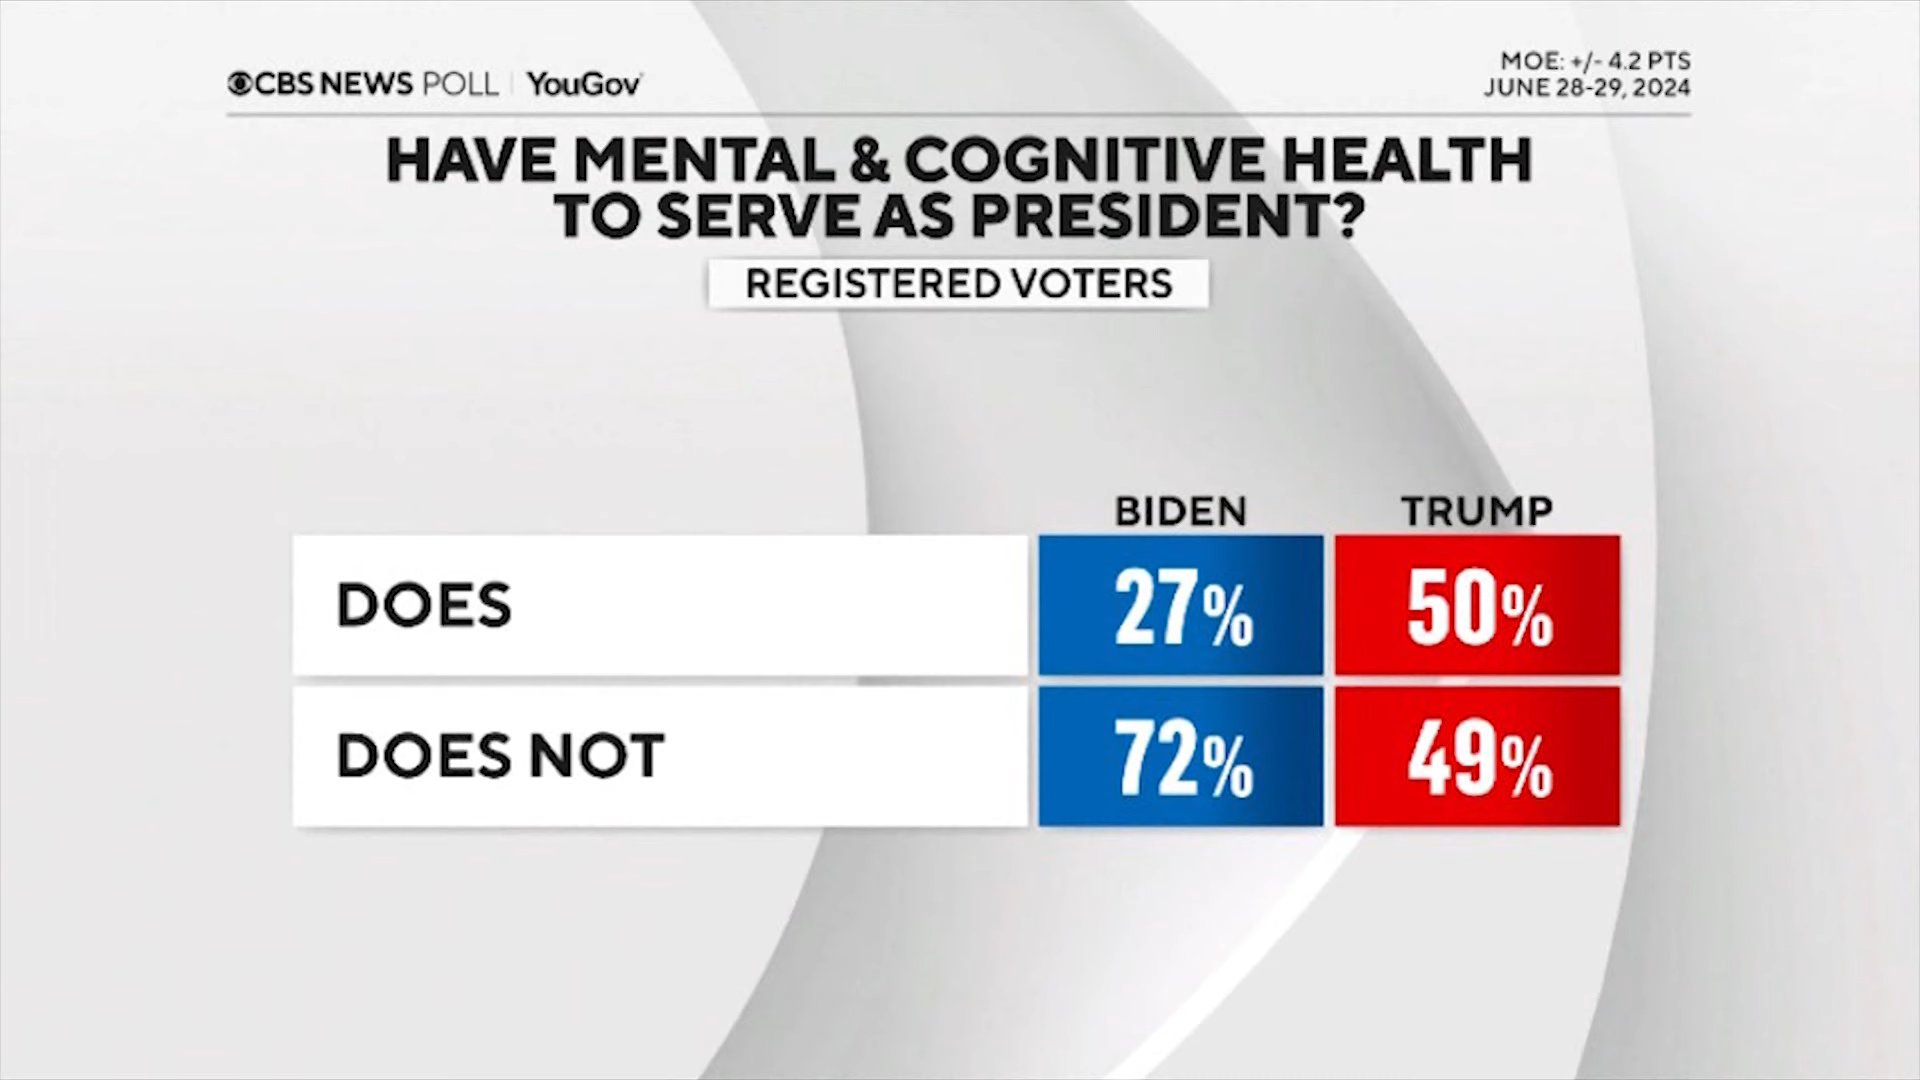 CBS NEWS POLL | YouGov
MOE: +/- 4.2 PTS
JUNE 28-29, 2024
HAVE MENTAL & COGNITIVE HEALTH
TO SERVE AS PRESIDENT?
REGISTERED VOTERS
BIDEN TRUMP
DOES 27% 50%
DOES NOT 72% 49%